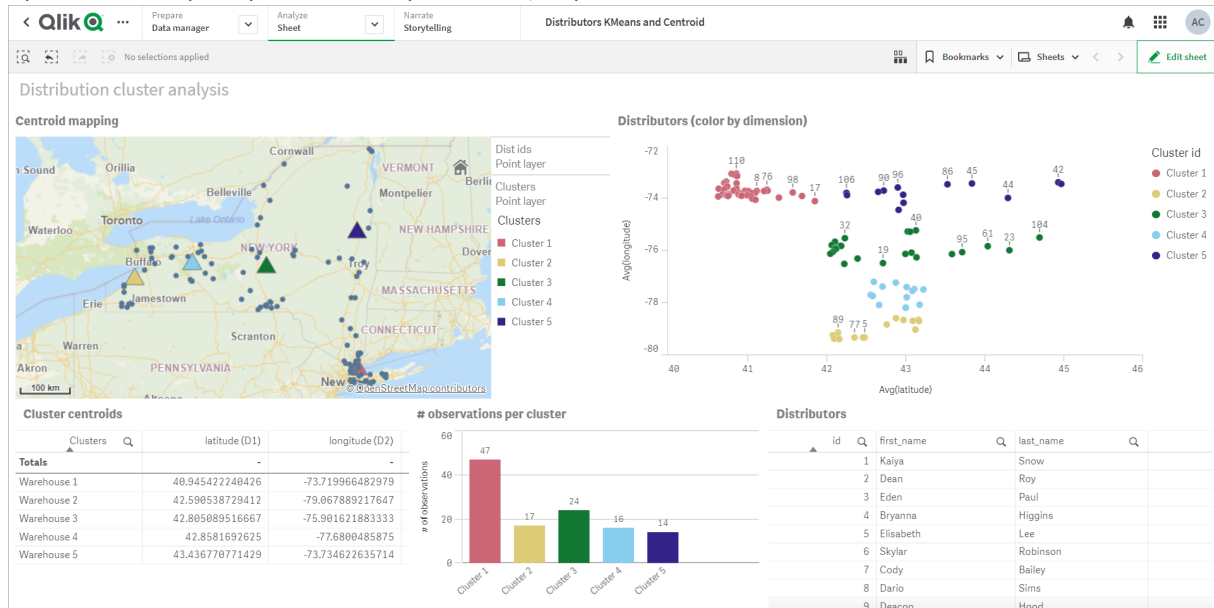 Qlik
Prepare
Data manager
Analyze
Sheet
Narrate
Storytelling
Distributors KMeans and Centroid
AC
No selections applied
Bookmarks
Sheets
Edit sheet
Distribution cluster analysis
Centroid mapping
Cornwall
Orillia
VERMONT
Montpelier
Belleville
Toronto
Lake Ontario
Waterloo
NEW HAMPSHIRE
NEW YORK
Dover
Buffalo
Troy
MASSACHUSETTS
Erie
Jamestown
CONNECTICUT
Scranton
Warren
PENNSYLVANIA
Akron
New
100 km
© OpenStreetMap contributors
Dist ids
Point layer
Clusters
Point layer
Clusters
Cluster 1
Cluster 2
Cluster 3
Cluster 4
Cluster 5
Distributors (color by dimension)
-72
-74
-76
-78
-80
Avg(longitude)
110
8
76
98
17
106
90
96
86
45
44
42
32
19
40
95
61
23
104
89
77
5
40
41
42
43
44
45
46
Avg(latitude)
Cluster id
Cluster 1
Cluster 2
Cluster 3
Cluster 4
Cluster 5
Cluster centroids
Clusters latitude (D1) longitude (D2)
Totals - -
Warehouse 1 40.945422240426 -73.719966482979
Warehouse 2 42.590538729412 -79.067889217647
Warehouse 3 42.805089516667 -75.901621883333
Warehouse 4 42.8581692625 -77.6800485875
Warehouse 5 43.436770771429 -73.734622635714
# observations per cluster
# of observations
60
40
20
0
47
17
24
16
14
Cluster 1
Cluster 2
Cluster 3
Cluster 4
Cluster 5
Distributors
id first_name last_name
1 Kaiya Snow
2 Dean Roy
3 Eden Paul
4 Bryanna Higgins
5 Elisabeth Lee
6 Skylar Robinson
7 Cody Bailey
8 Dario Sims
9 Deacon Hood